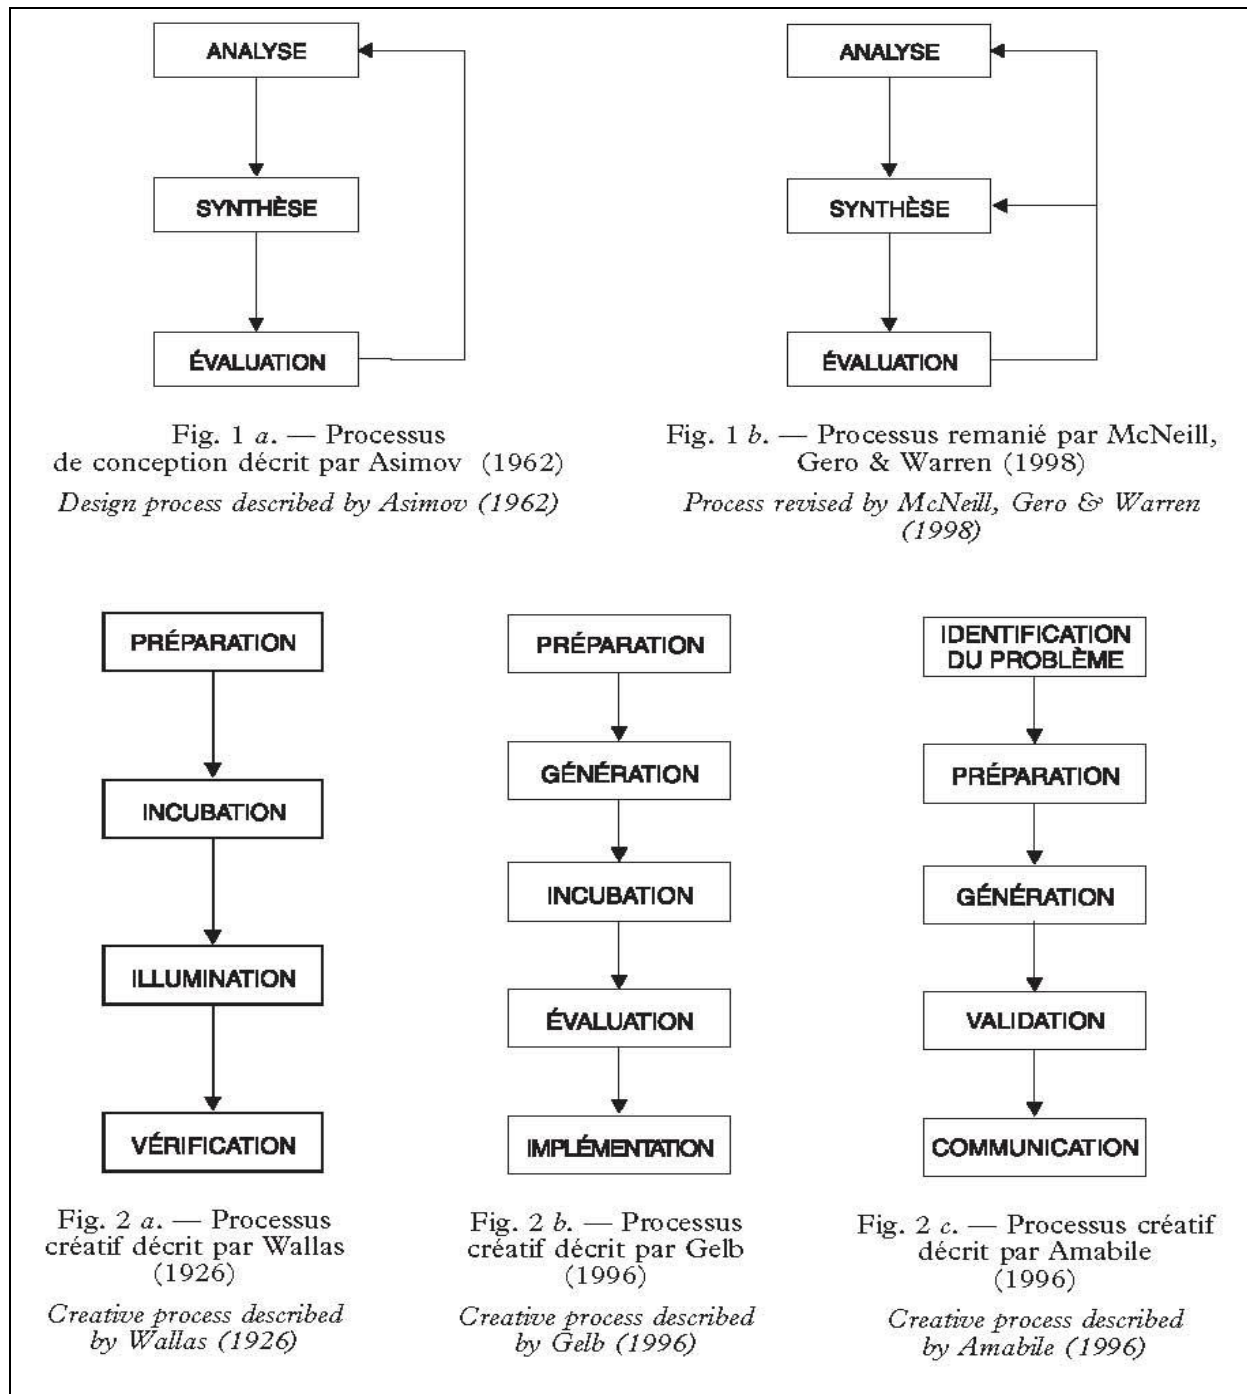 ANALYSE
SYNTHÈSE
ÉVALUATION
Fig. 1 a. — Processus
de conception décrit par Asimov (1962)
Design process described by Asimov (1962)
ANALYSE
SYNTHÈSE
ÉVALUATION
Fig. 1 b. — Processus remanié par McNeill,
Gero & Warren (1998)
Process revised by McNeill, Gero & Warren
(1998)
PRÉPARATION
INCUBATION
ILLUMINATION
VÉRIFICATION
Fig. 2 a. — Processus
créatif décrit par Wallas
(1926)
Creative process described
by Wallas (1926)
PRÉPARATION
GÉNÉRATION
INCUBATION
ÉVALUATION
IMPLÉMENTATION
Fig. 2 b. — Processus
créatif décrit par Gelb
(1996)
Creative process described
by Gelb (1996)
IDENTIFICATION
DU PROBLÈME
PRÉPARATION
GÉNÉRATION
VALIDATION
COMMUNICATION
Fig. 2 c. — Processus créatif
décrit par Amabile
(1996)
Creative process described
by Amabile (1996)